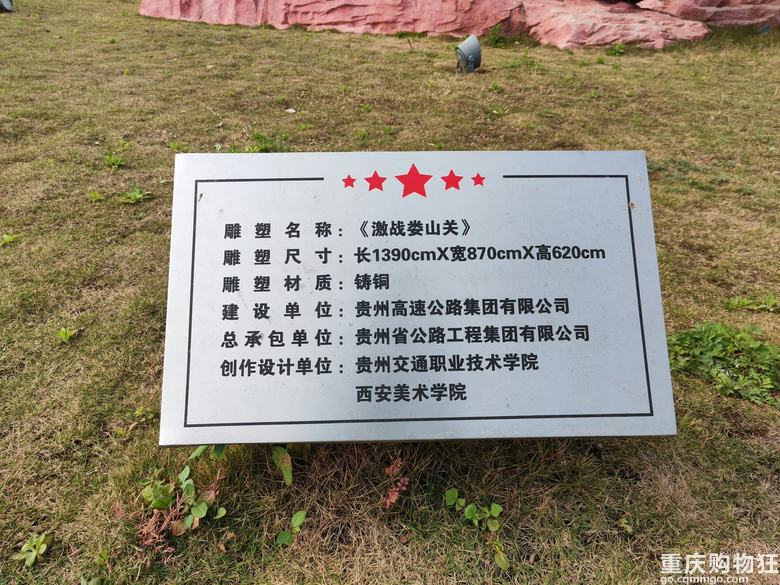 雕塑名称：《激战娄山关》
雕塑尺寸：长1390cmX宽870cmX高620cm
雕塑材质：铸铜
建设单位：贵州高速公路集团有限公司
总承包单位：贵州省公路工程集团有限公司
创作设计单位：贵州交通职业技术学院
西安美术学院
重庆购物狂
go.cqmmgo.com